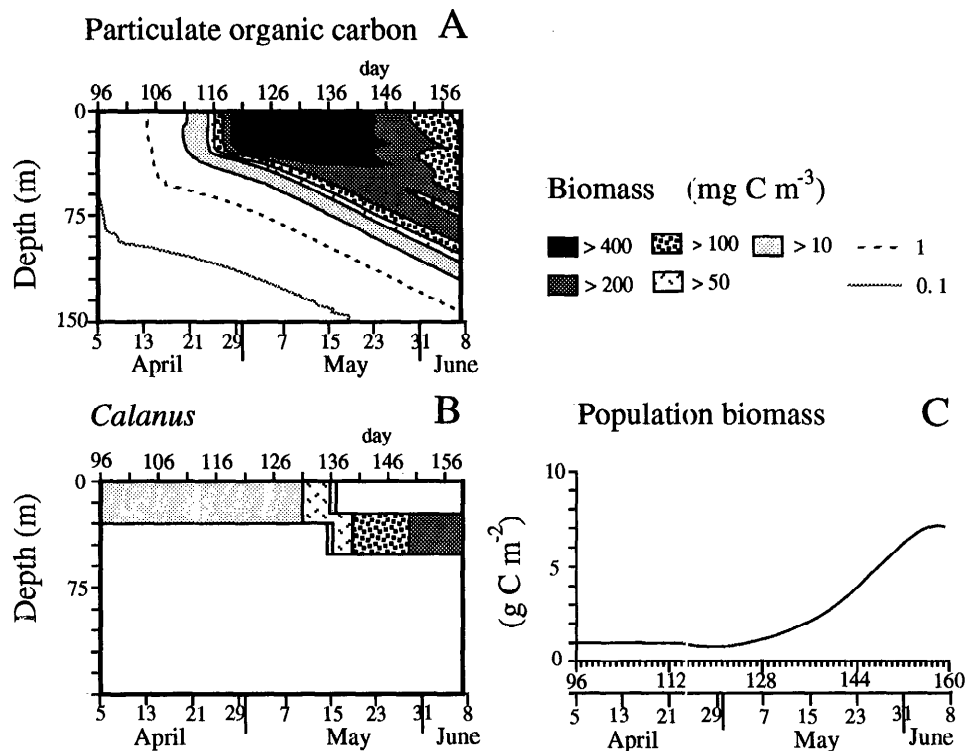 Particulate organic carbon A
day
96 106 116 126 136 146 156
0
75
150
Depth (m)
5 13 21 29 7 15 23 31 8
April May June
Biomass (mg C m-3)
> 400 > 100 > 10 1
> 200 > 50 0.1
Calanus B
day
96 106 116 126 136 146 156
0
75
Depth (m)
5 13 21 29 7 15 23 31 8
April May June
Population biomass C
10
5
0
(g C m-2)
96 112 128 144 160
5 13 21 29 7 15 23 31 8
April May June